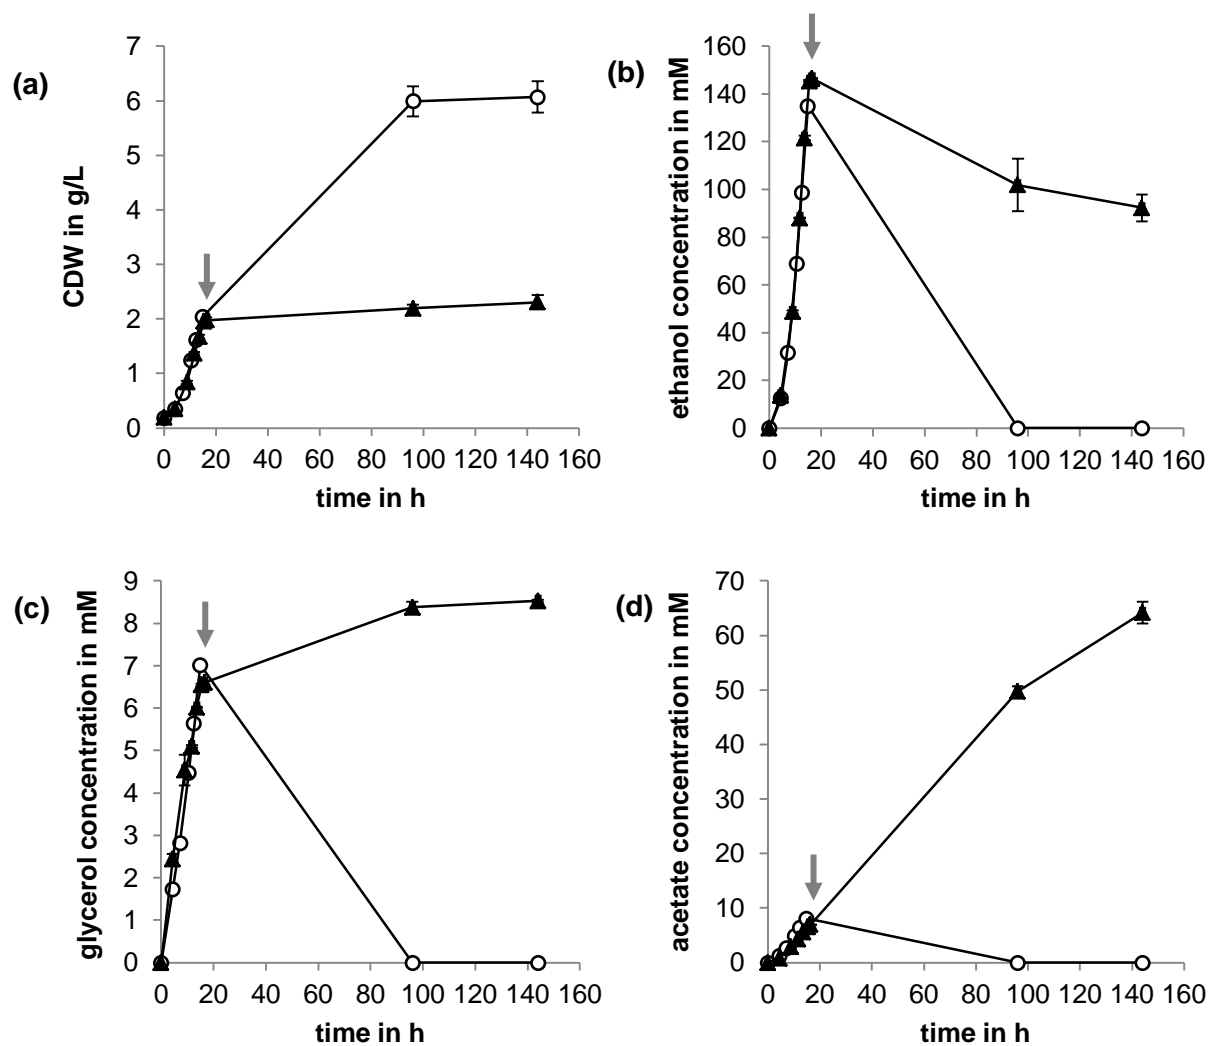 (a)
CDW in g/L
7
6
5
4
3
2
1
0
0 20 40 60 80 100 120 140 160
time in h
(b)
ethanol concentration in mM
160
140
120
100
80
60
40
20
0
0 20 40 60 80 100 120 140 160
time in h
(c)
glycerol concentration in mM
9
8
7
6
5
4
3
2
1
0
0 20 40 60 80 100 120 140 160
time in h
(d)
acetate concentration in mM
70
60
50
40
30
20
10
0
0 20 40 60 80 100 120 140 160
time in h